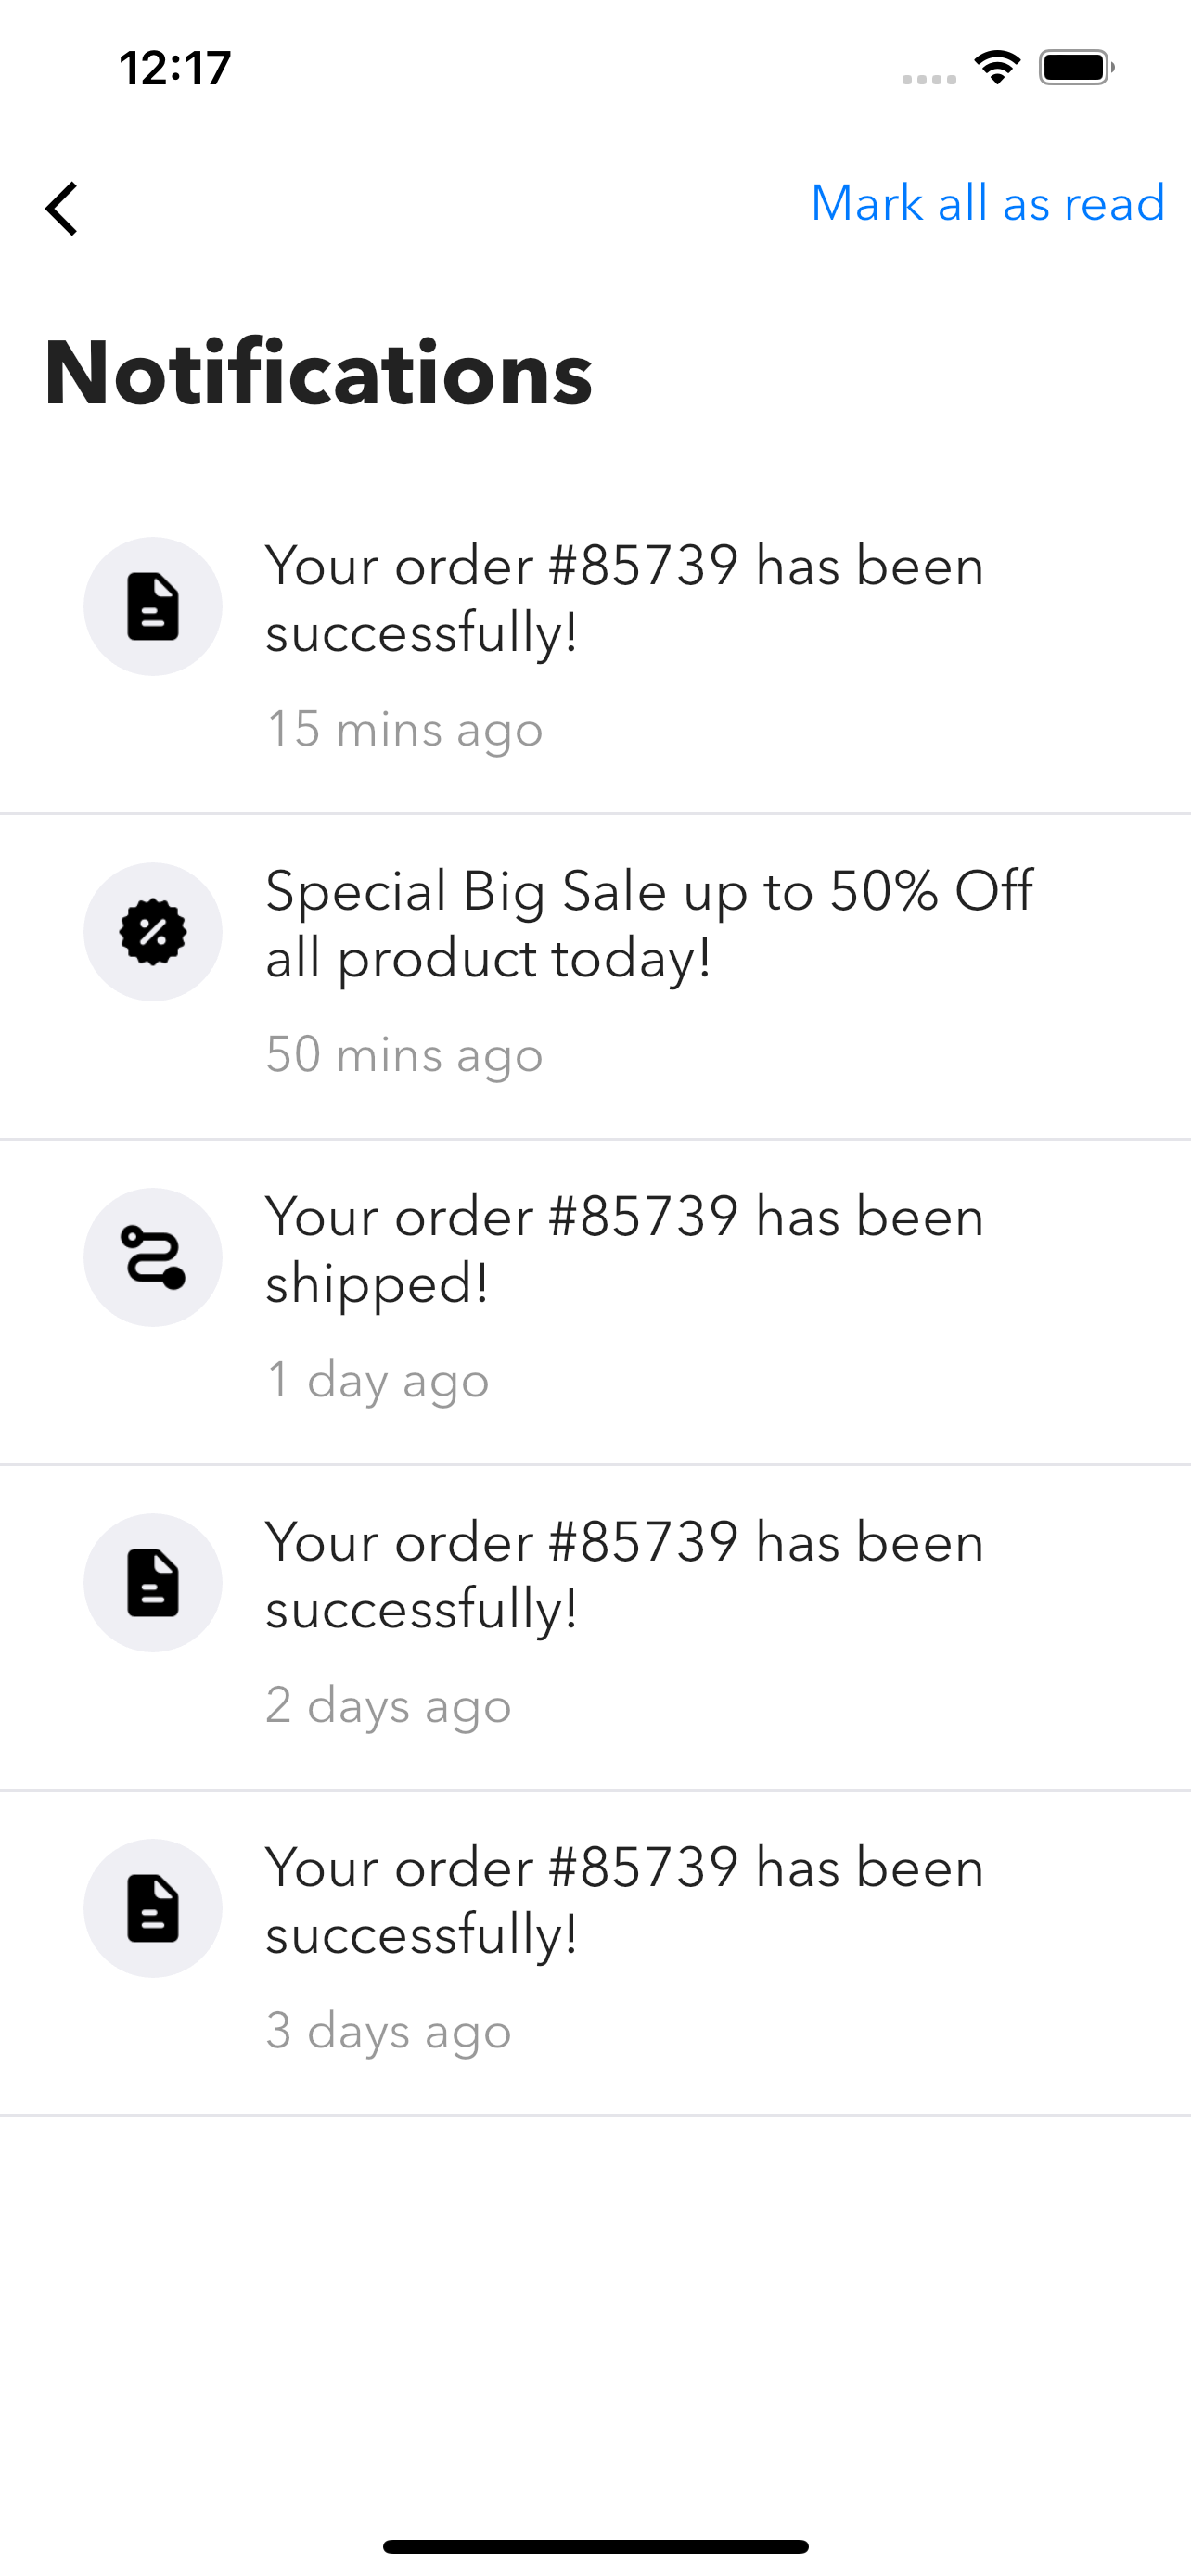 12:17
Mark all as read
Notifications
Your order #85739 has been
successfully!
15 mins ago
Special Big Sale up to 50% Off
all product today!
50 mins ago
Your order #85739 has been
shipped!
1 day ago
Your order #85739 has been
successfully!
2 days ago
Your order #85739 has been
successfully!
3 days ago